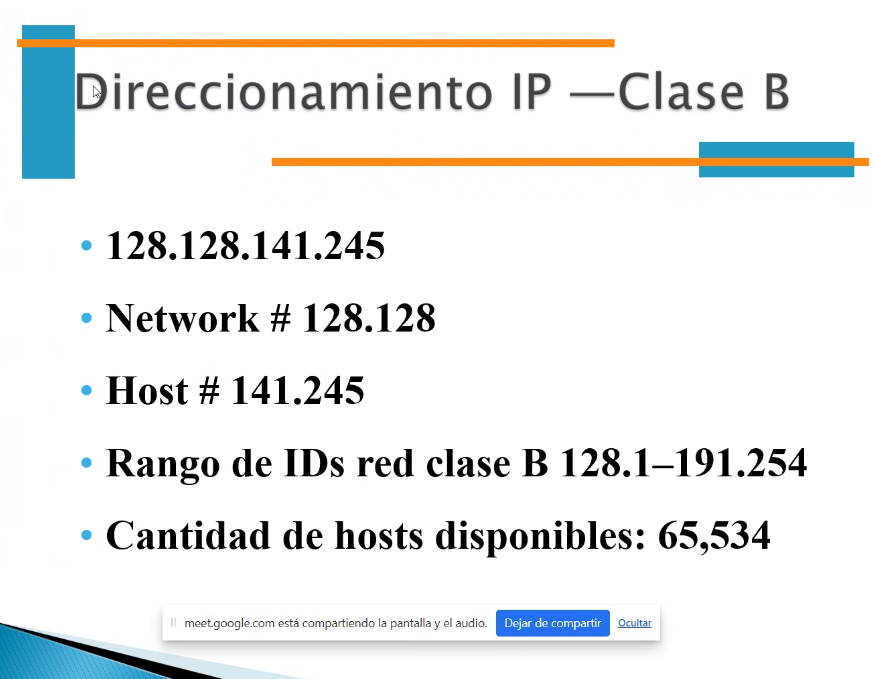 Direccionamiento IP —Clase B
• 128.128.141.245
• Network # 128.128
• Host # 141.245
• Rango de IDs red clase B 128.1–191.254
• Cantidad de hosts disponibles: 65,534
meet.google.com está compartiendo la pantalla y el audio. Dejar de compartir Ocultar